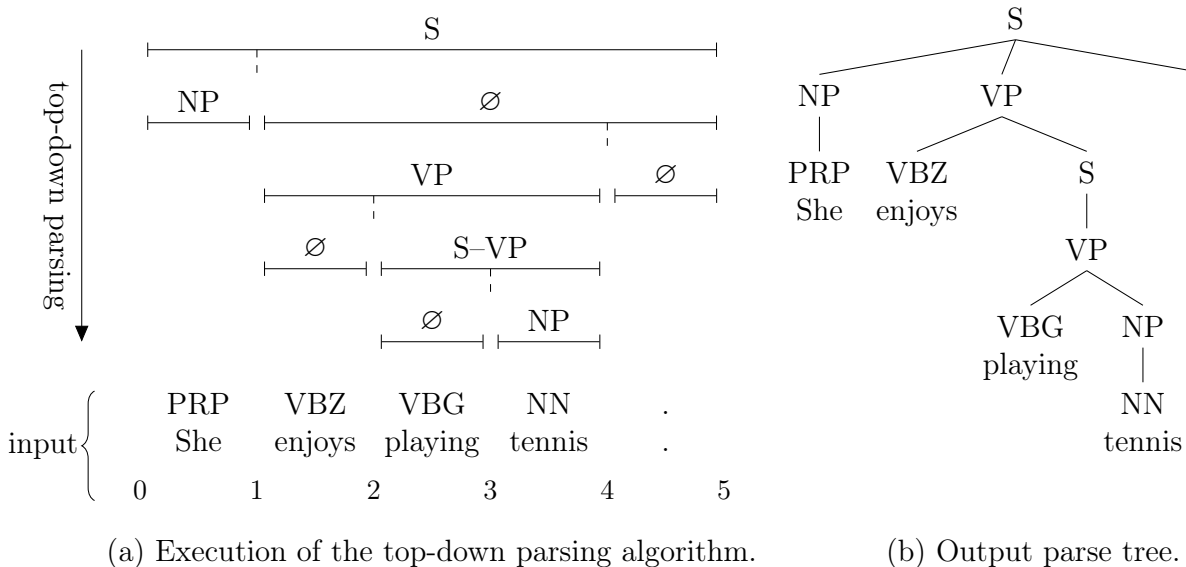 S
NP ∅
VP ∅
∅ S–VP
∅ NP
top-down parsing
input
PRP VBZ VBG NN .
She enjoys playing tennis .
0 1 2 3 4 5
(a) Execution of the top-down parsing algorithm.
S
NP VP
PRP VBZ S
She enjoys
VP
VBG NP
playing
NN
tennis
(b) Output parse tree.